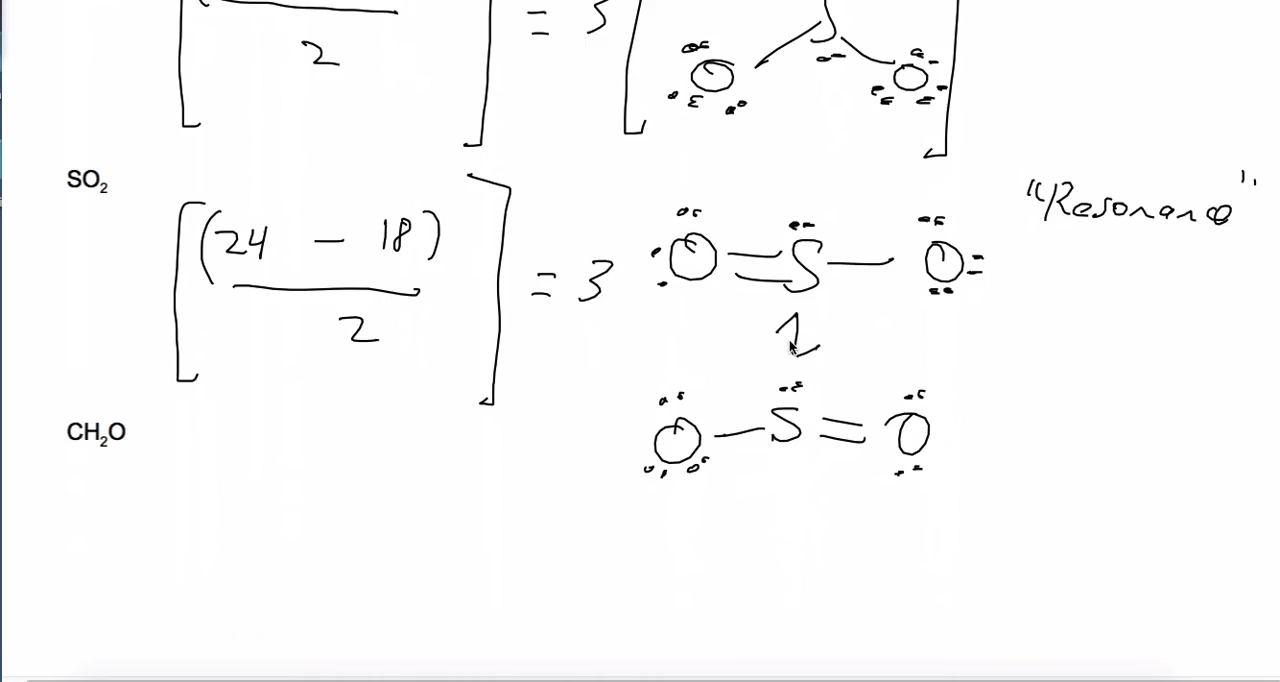 2
= 3
S
O
O
SO₂
"Resonance".
(24 - 18)
2
= 3
O = S - O
O - S = O
CH₂O